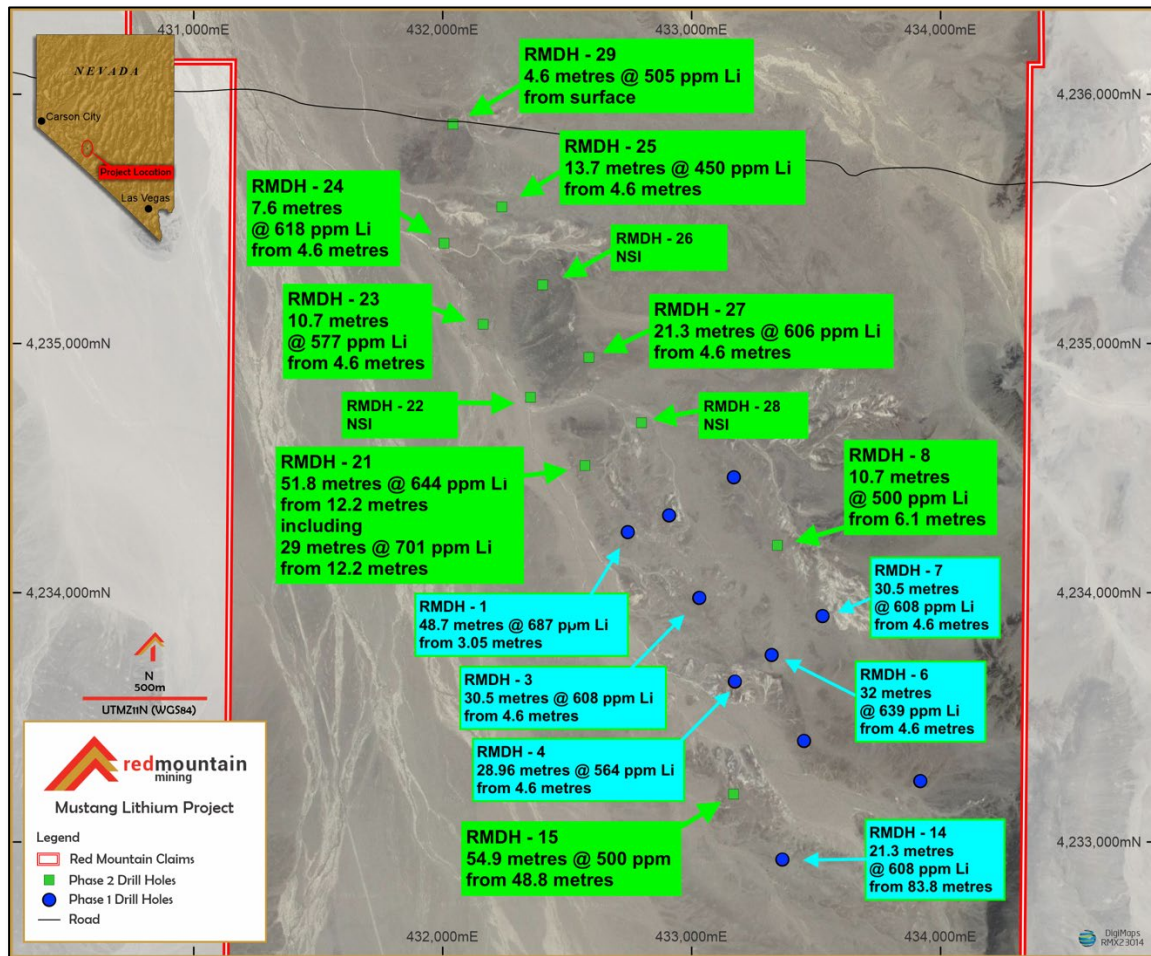 431,000mE
432,000mE
433,000mE
434,000mE
NEVADA
Carson City
Project Location
Las Vegas
RMDH - 29
4.6 metres @ 505 ppm Li
from surface
4,236,000mN
4,236,000mN
RMDH - 25
13.7 metres @ 450 ppm Li
from 4.6 metres
RMDH - 24
7.6 metres
@ 618 ppm Li
from 4.6 metres
RMDH - 26
NSI
RMDH - 23
10.7 metres
@ 577 ppm Li
from 4.6 metres
RMDH - 27
21.3 metres @ 606 ppm Li
from 4.6 metres
4,235,000mN
4,235,000mN
RMDH - 22
NSI
RMDH - 28
NSI
RMDH - 21
51.8 metres @ 644 ppm Li
from 12.2 metres
including
29 metres @ 701 ppm Li
from 12.2 metres
RMDH - 8
10.7 metres
@ 500 ppm Li
from 6.1 metres
RMDH - 7
30.5 metres
@ 608 ppm Li
from 4.6 metres
4,234,000mN
4,234,000mN
RMDH - 1
48.7 metres @ 687 pμm Li
from 3.05 metres
RMDH - 3
30.5 metres @ 608 ppm Li
from 4.6 metres
RMDH - 6
32 metres
@ 639 ppm Li
from 4.6 metres
RMDH - 4
28.96 metres @ 564 ppm Li
from 4.6 metres
N
500m
UTMZ11N (WGS84)
RMDH - 15
54.9 metres @ 500 ppm
from 48.8 metres
RMDH - 14
21.3 metres
@ 608 ppm Li
from 83.8 metres
4,233,000mN
redmountain
mining
Mustang Lithium Project
Legend
Red Mountain Claims
Phase 2 Drill Holes
Phase 1 Drill Holes
Road
432,000mE
433,000mE
434,000mE
DigiMaps
RMX23014